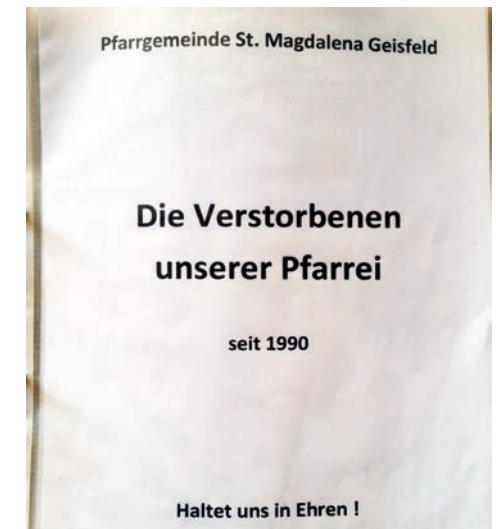 Pfarrgemeinde St. Magdalena Geisfeld
Die Verstorbenen
unserer Pfarrei
seit 1990
Haltet uns in Ehren !